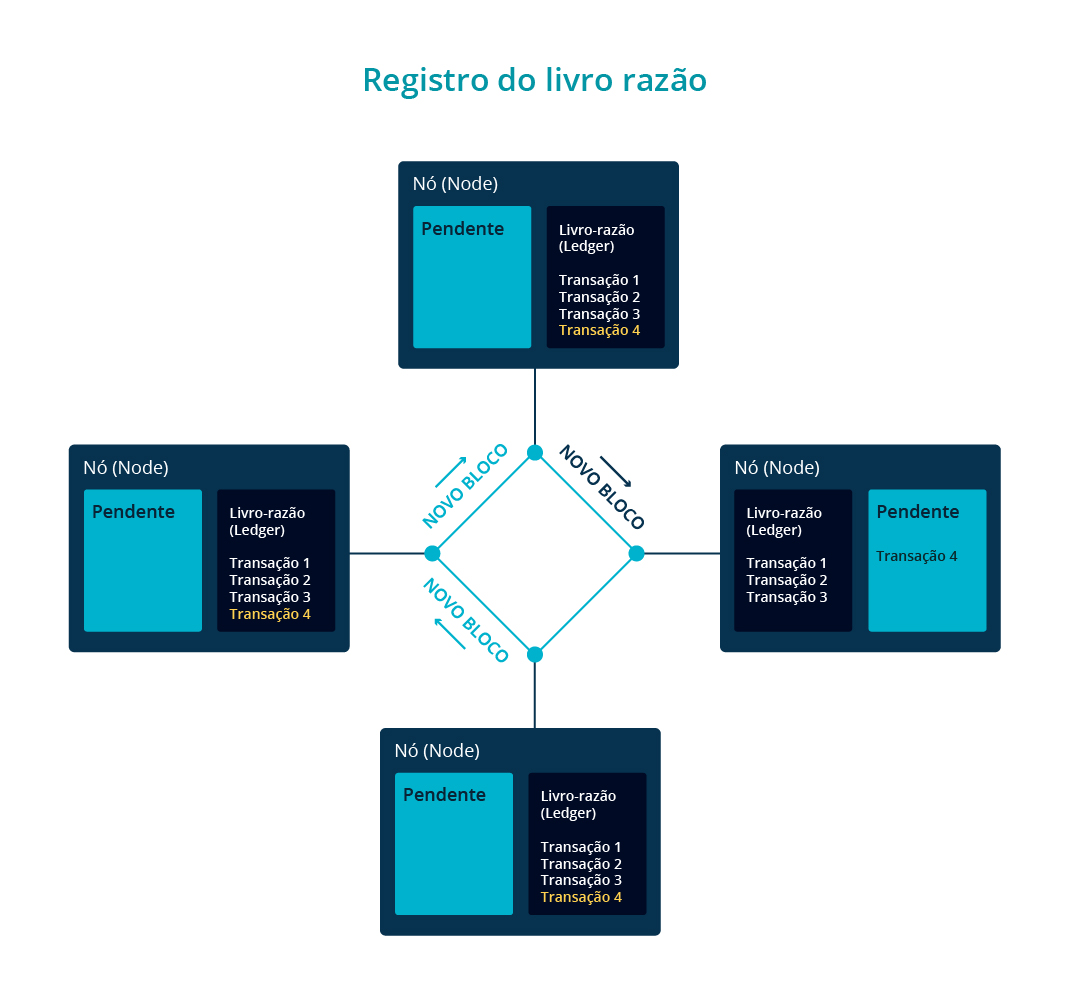 Registro do livro razão
Nó (Node)
Pendente
Livro-razão
(Ledger)
Transação 1
Transação 2
Transação 3
Transação 4
NOVO BLOCO
NOVO BLOCO
Nó (Node)
Pendente
Livro-razão
(Ledger)
Transação 1
Transação 2
Transação 3
Transação 4
Nó (Node)
Livro-razão
(Ledger)
Transação 1
Transação 2
Transação 3
Pendente
Transação 4
NOVO BLOCO
Nó (Node)
Pendente
Livro-razão
(Ledger)
Transação 1
Transação 2
Transação 3
Transação 4